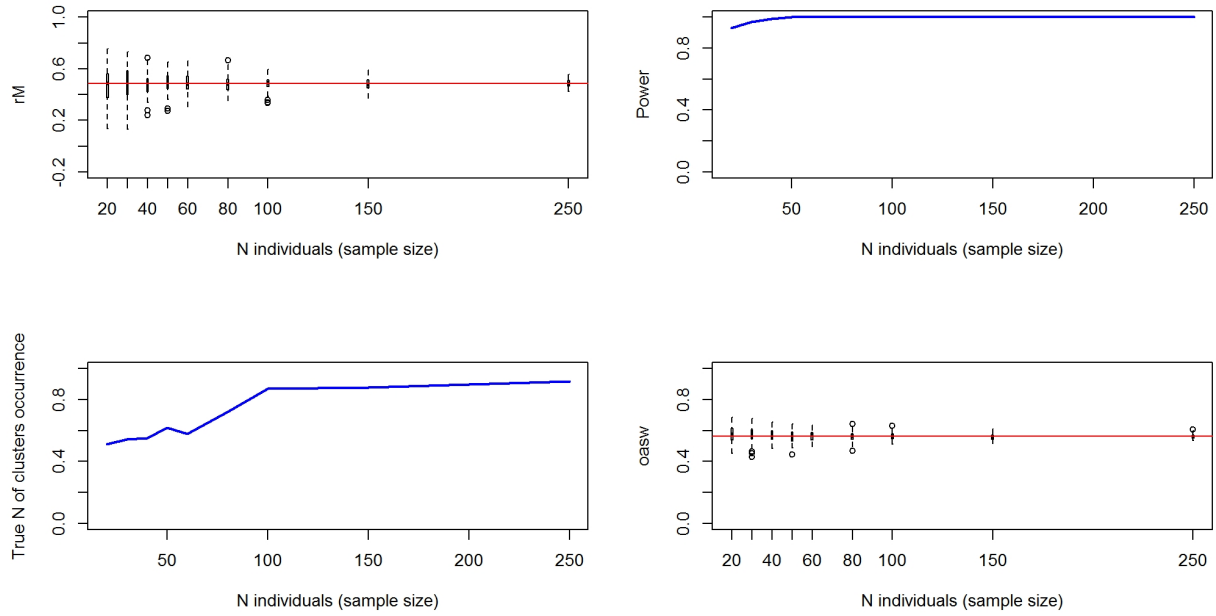 rM
1.0
0.6
0.2
-0.2
20 40 60 80 100 150 250
N individuals (sample size)
Power
0.8
0.4
0.0
50 100 150 200 250
N individuals (sample size)
True N of clusters occurrence
0.8
0.4
0.0
50 100 150 200 250
N individuals (sample size)
oasw
0.8
0.4
0.0
20 40 60 80 100 150 250
N individuals (sample size)